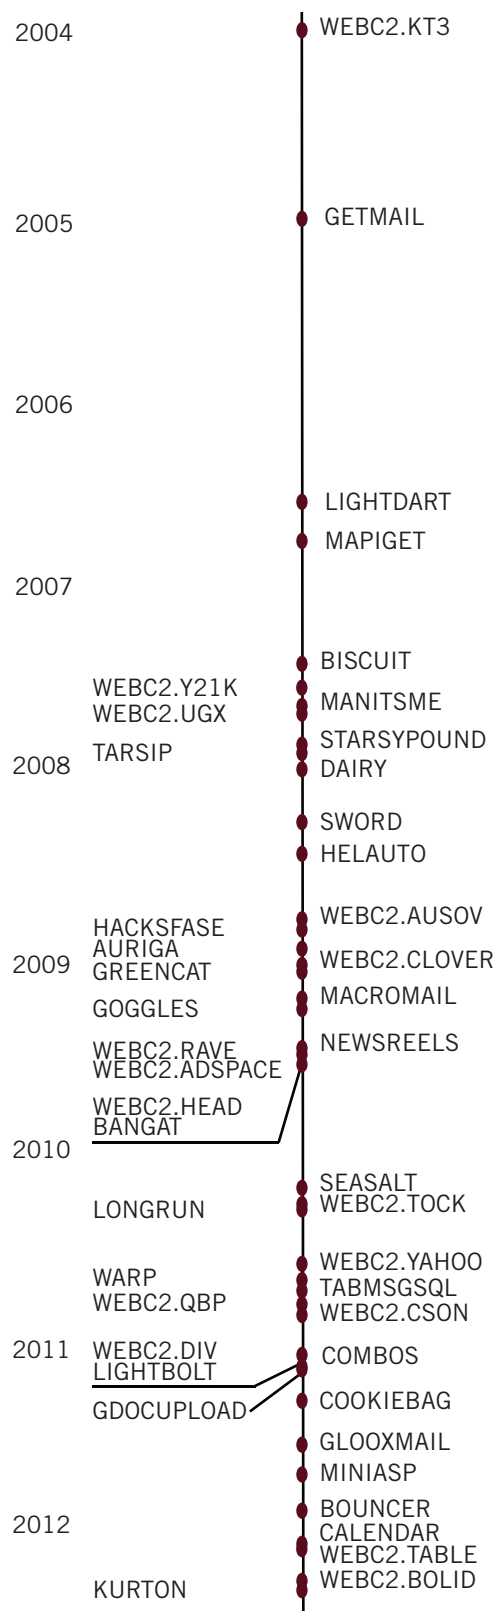 2004
WEBC2.KT3
2005
GETMAIL
2006
LIGHTDART
MAPIGET
2007
BISCUIT
WEBC2.Y21K
MANITSME
WEBC2.UGX
STARSYPOUND
TARSIP
2008
DAIRY
SWORD
HELAUTO
WEBC2.AUSOV
HACKSFASE
AURIGA
WEBC2.CLOVER
2009
GREENCAT
MACROMAIL
GOGGLES
NEWSREELS
WEBC2.RAVE
WEBC2.ADSPACE
WEBC2.HEAD
BANGAT
2010
SEASALT
WEBC2.TOCK
LONGRUN
WEBC2.YAHOO
WARP
TABMSGSQL
WEBC2.QBP
WEBC2.CSON
2011
WEBC2.DIV
COMBOS
LIGHTBOLT
COOKIEBAG
GDOCUPLOAD
GLOOXMAIL
MINIASP
BOUNCER
2012
CALENDAR
WEBC2.TABLE
WEBC2.BOLID
KURTON